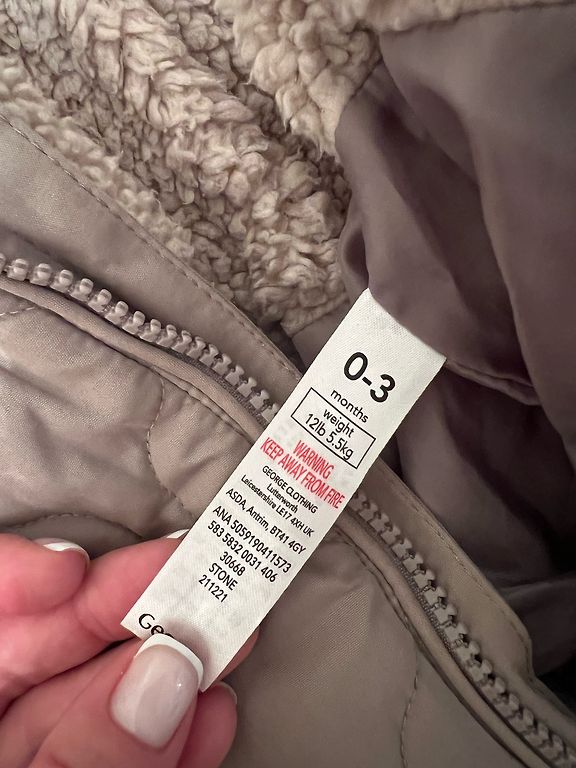 0-3
months
weight
12lb 5.5kg
WARNING
KEEP AWAY FROM FIRE
GEORGE CLOTHING
Lutterworth
Leicestershire LE17 4XH UK
ASDA, Antrim, BT41 4GY
ANA 5059190411573
583 5832 0031 406
30668
STONE
211221